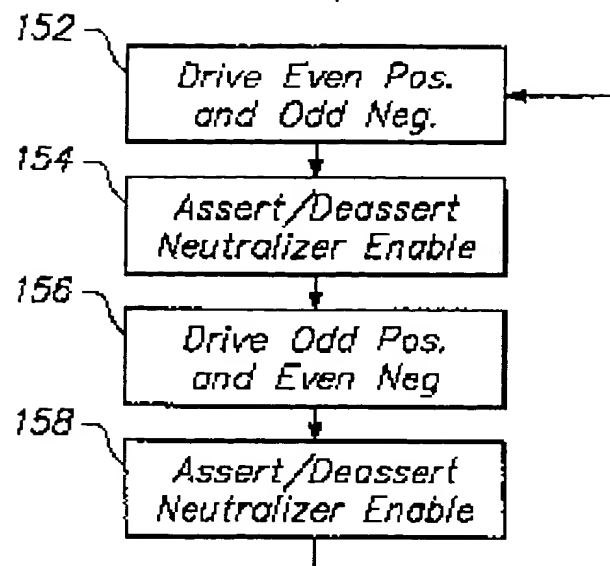 152
Drive Even Pos.
and Odd Neg.
154
Assert/Deassert
Neutralizer Enable
156
Drive Odd Pos.
and Even Neg
158
Assert/Deassert
Neutralizer Enable